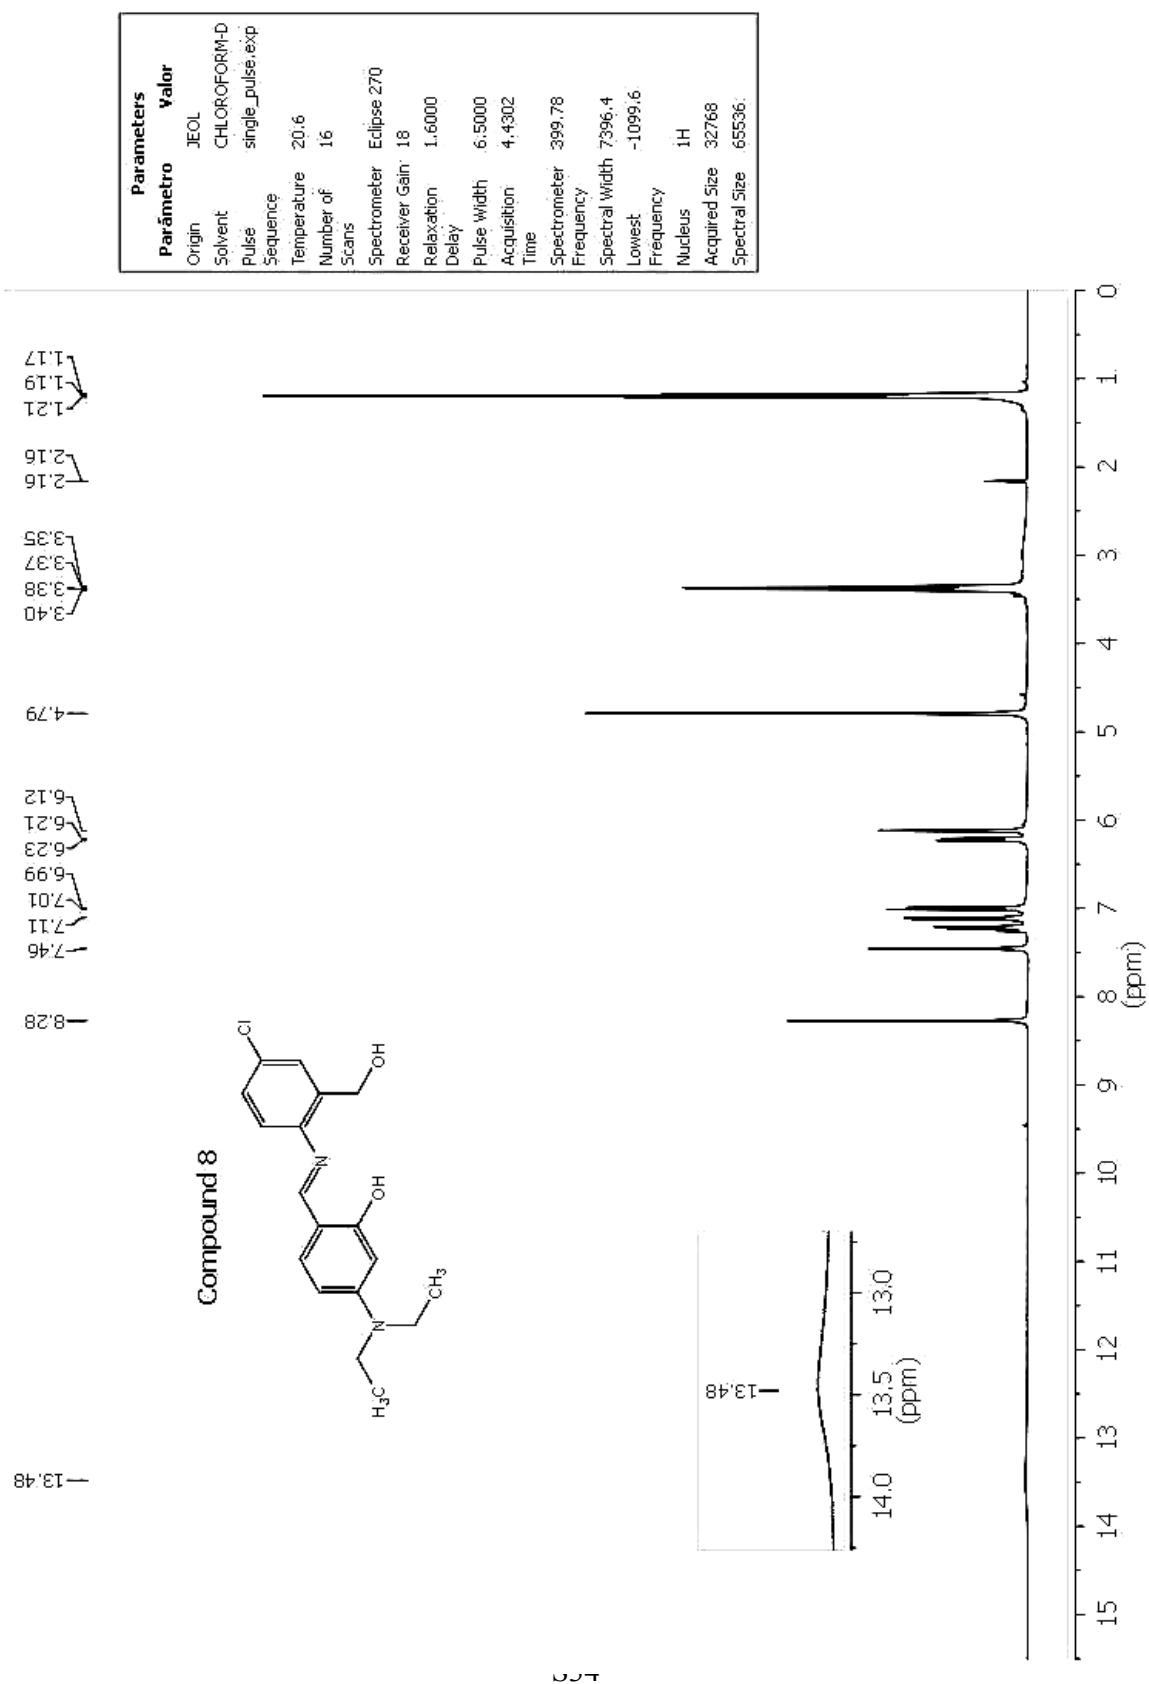 Parameters
Parámetro Valor
Origin JEOL
Solvent CHLOROFORM-D
Pulse single_pulse.exp
Sequence
Temperature 20.6
Number of 16
Scans
Spectrometer Eclipse 270
Receiver Gain 18
Relaxation 1.6000
Delay
Pulse Width 6.5000
Acquisition 4.4302
Time
Spectrometer 399.78
Frequency
Spectral Width 7396.4
Lowest -1099.6
Frequency
Nucleus 1H
Acquired Size 32768
Spectral Size 65536
13.48
8.28
7.46
7.11
7.01
6.99
6.23
6.21
6.12
4.79
3.40
3.38
3.37
3.35
2.16
2.16
1.21
1.19
1.17
Compound 8
Cl
OH
N
OH
N
CH3
H3C
13.48
14.0 13.5 13.0
(ppm)
15 14 13 12 11 10 9 8 7 6 5 4 3 2 1 0
(ppm)